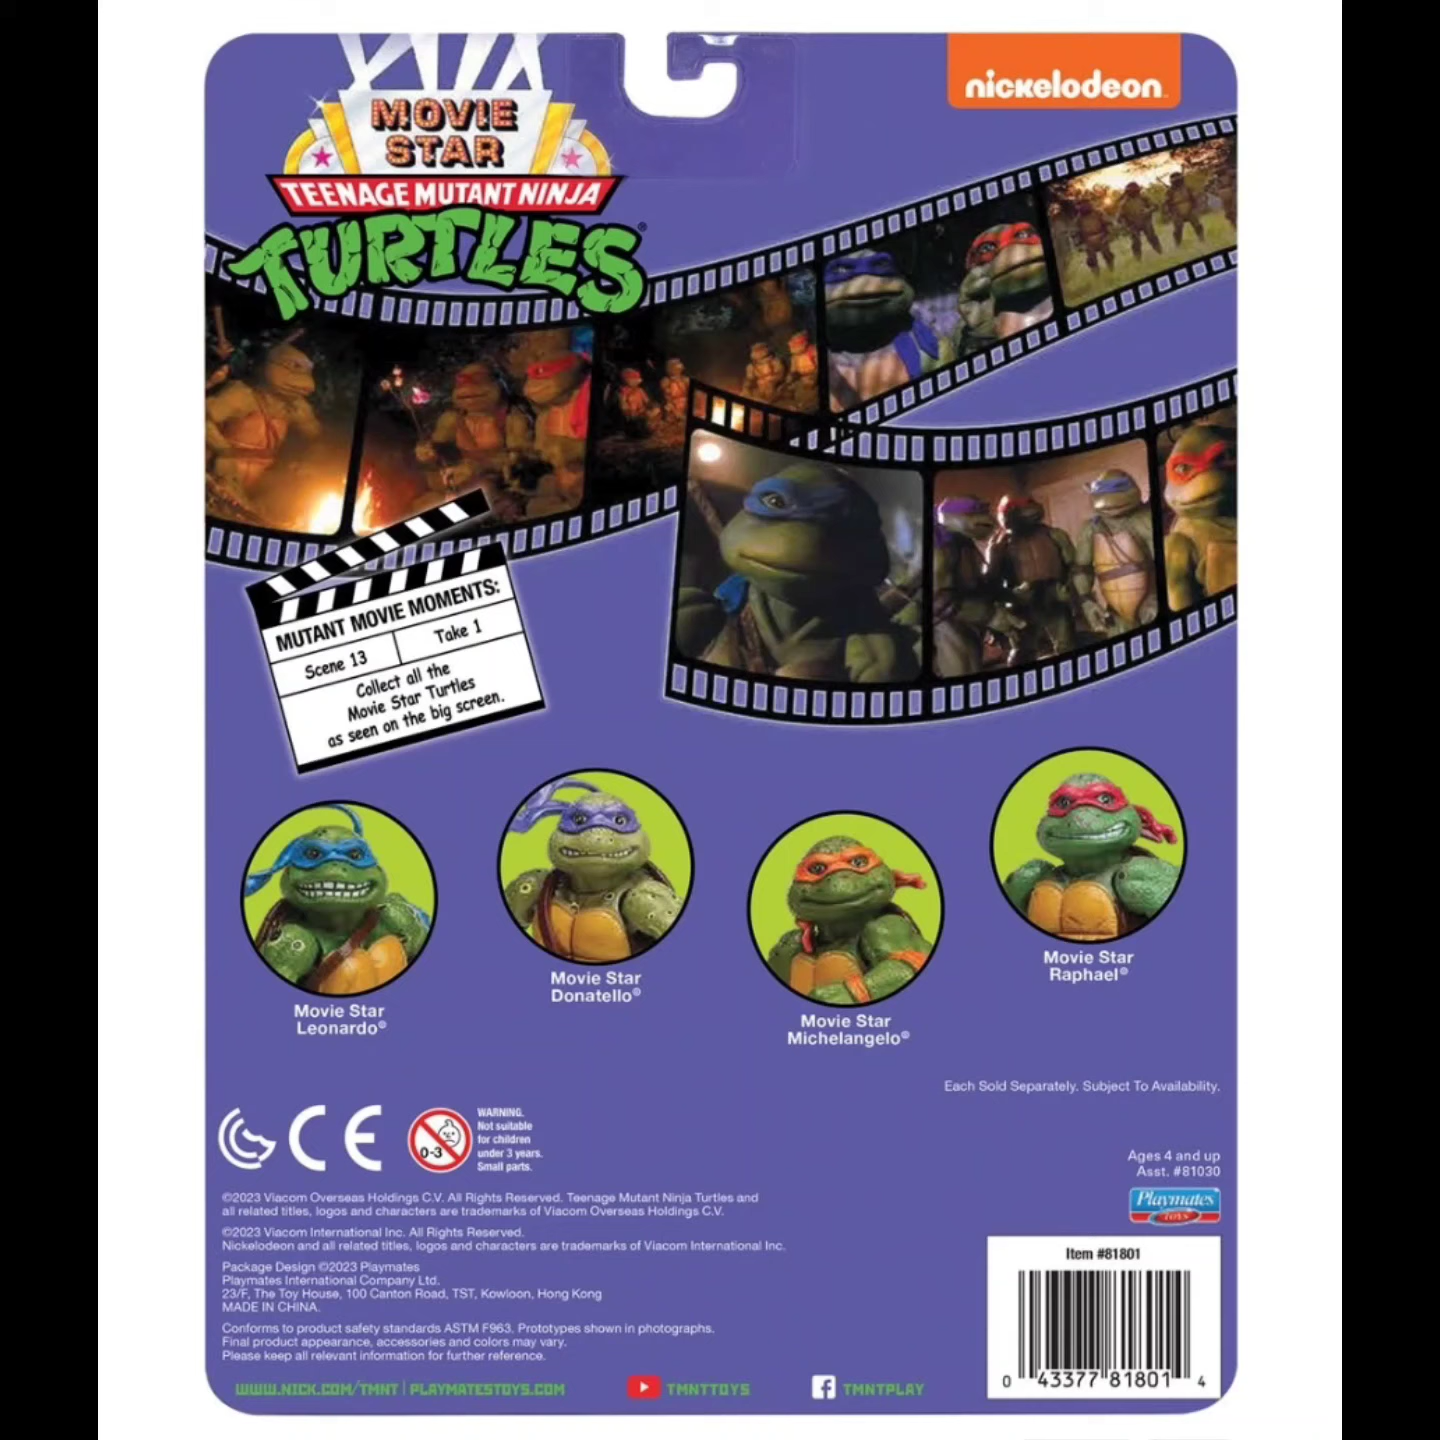 MOVIE
STAR
TEENAGE MUTANT NINJA
TURTLES®
nickelodeon™
MUTANT MOVIE MOMENTS:
Scene 13
Take 1
Collect all the
Movie Star Turtles
as seen on the big screen.
Movie Star
Leonardo®
Movie Star
Donatello®
Movie Star
Michelangelo®
Movie Star
Raphael®
Each Sold Separately. Subject To Availability.
CE
0-3
WARNING.
Not suitable
for children
under 3 years.
Small parts.
Ages 4 and up
Asst. #81030
Playmates
toys
©2023 Viacom Overseas Holdings C.V. All Rights Reserved. Teenage Mutant Ninja Turtles and
all related titles, logos and characters are trademarks of Viacom Overseas Holdings C.V.
©2023 Viacom International Inc. All Rights Reserved.
Nickelodeon and all related titles, logos and characters are trademarks of Viacom International Inc.
Package Design ©2023 Playmates
Playmates International Company Ltd.
23/F, The Toy House, 100 Canton Road, TST, Kowloon, Hong Kong
MADE IN CHINA.
Conforms to product safety standards ASTM F963. Prototypes shown in photographs.
Final product appearance, accessories and colors may vary.
Please keep all relevant information for further reference.
WWW.NICK.COM/TMNT | PLAYMATESTOYS.COM
TMNTTOYS
TMNTPLAY
Item #81801
0 43377 81801 4